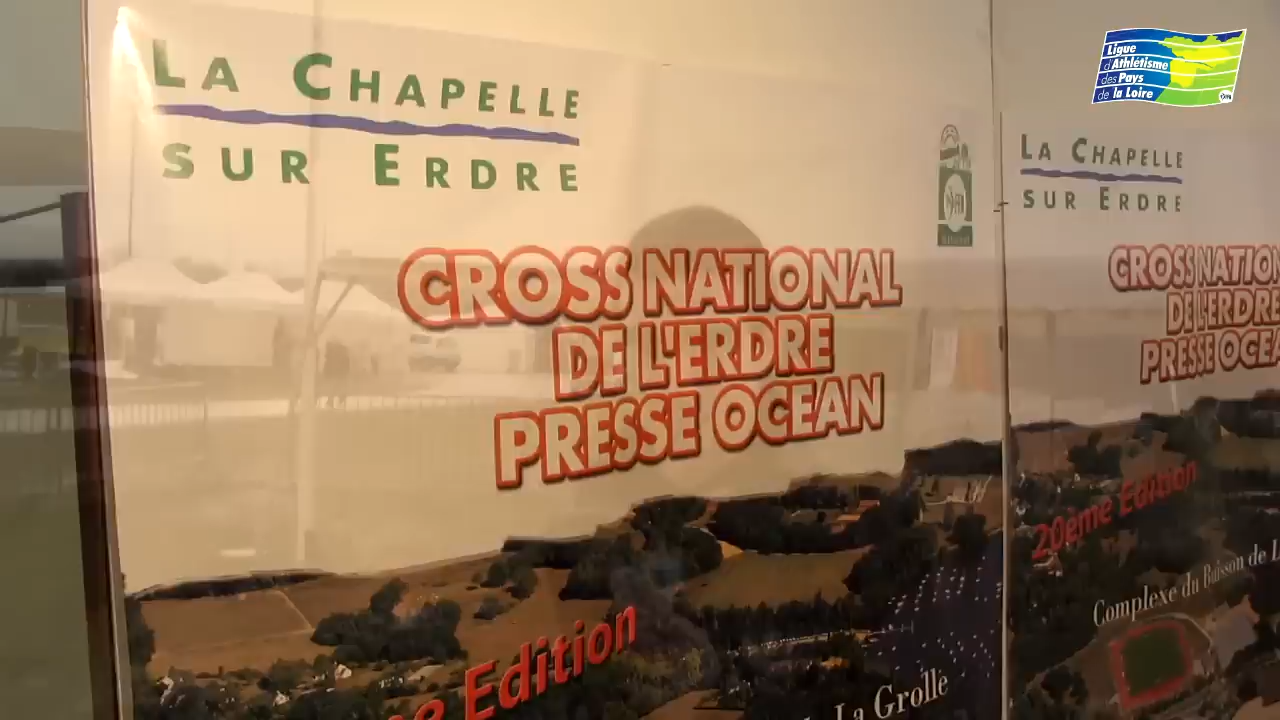 Ligue
d'Athlétisme
des Pays
de la Loire
LA CHAPELLE
SUR ERDRE
CROSS NATIONAL
DE L'ERDRE
PRESSE OCEAN
Edition
La Grolle
LA CHAPELLE
SUR ERDRE
CROSS NATION
DE L'ERDRE
PRESSE OCEA
20ème Edition
Complexe du Buisson de